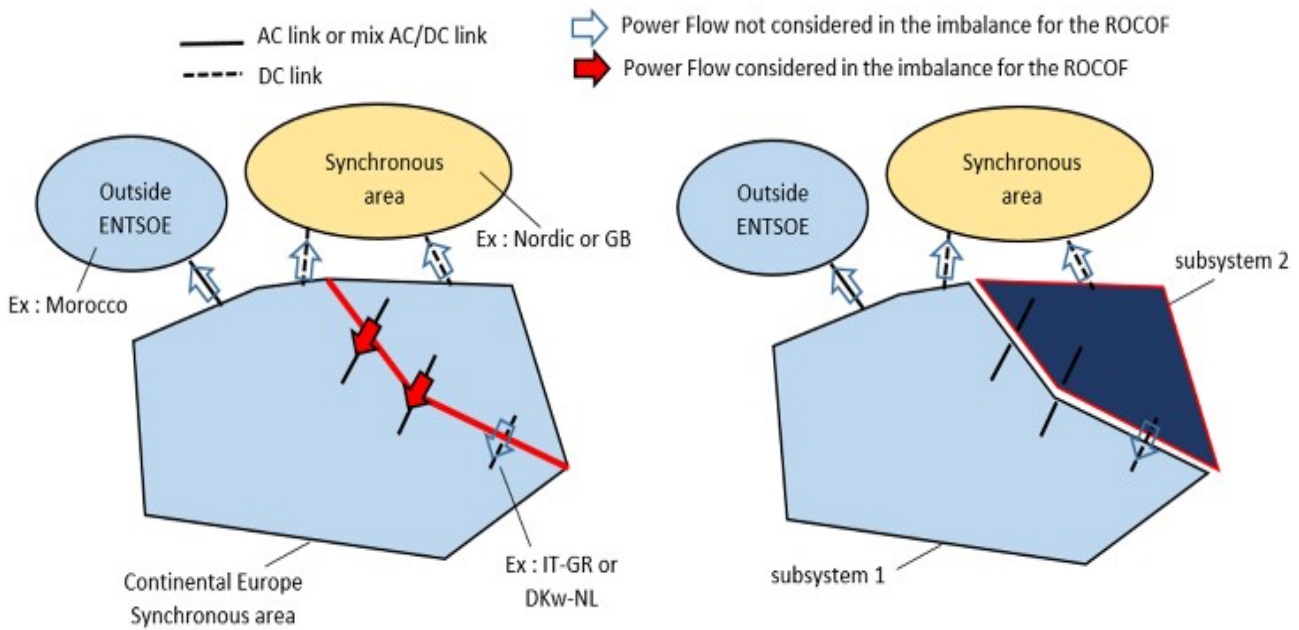 AC link or mix AC/DC link
DC link
Power Flow not considered in the imbalance for the ROCOF
Power Flow considered in the imbalance for the ROCOF
Outside
ENTSOE
Synchronous
area
Ex : Nordic or GB
Ex : Morocco
Continental Europe
Synchronous area
Ex : IT-GR or
DKw-NL
Outside
ENTSOE
Synchronous
area
subsystem 2
subsystem 1